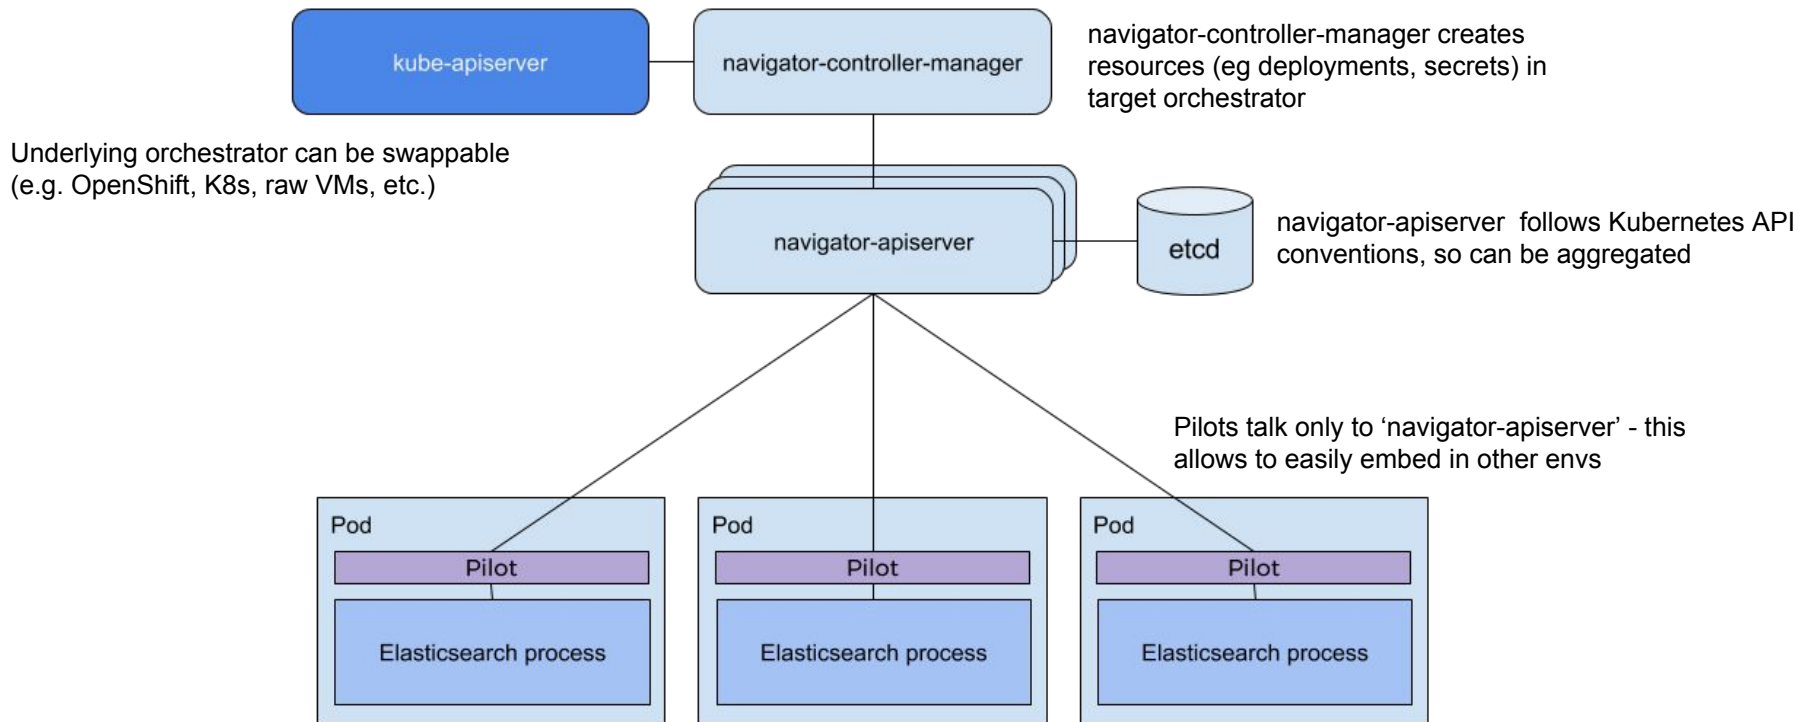 kube-apiserver
navigator-controller-manager
navigator-controller-manager creates
resources (eg deployments, secrets) in
target orchestrator
Underlying orchestrator can be swappable
(e.g. OpenShift, K8s, raw VMs, etc.)
navigator-apiserver
etcd
navigator-apiserver  follows Kubernetes API
conventions, so can be aggregated
Pilots talk only to ‘navigator-apiserver’ - this
allows to easily embed in other envs
Pod
Pilot
Elasticsearch process
Pod
Pilot
Elasticsearch process
Pod
Pilot
Elasticsearch process